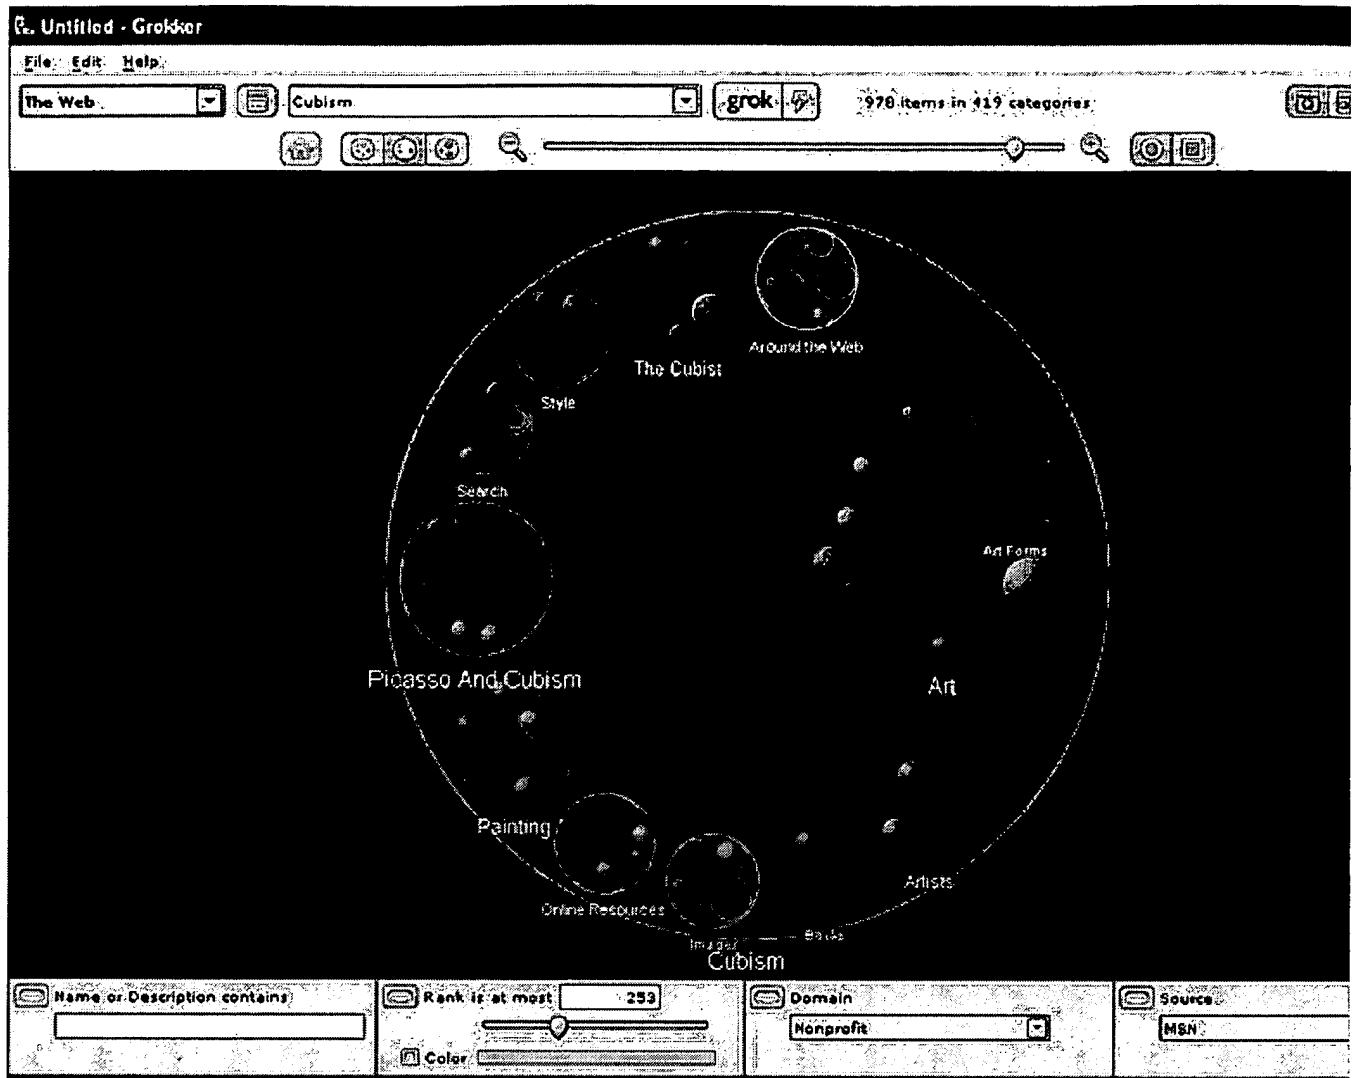 Untitled - Grokker
File Edit Help
The Web Cubism grok 978 items in 419 categories
Around the Web
The Cubist
Style
Search
Art Forms
Picasso And Cubism
Art
Painting
Artists
Online Resources
Images
Books
Cubism
Name or Description contains Rank is at most 253 Domain Source
Nonprofit MSN
Color